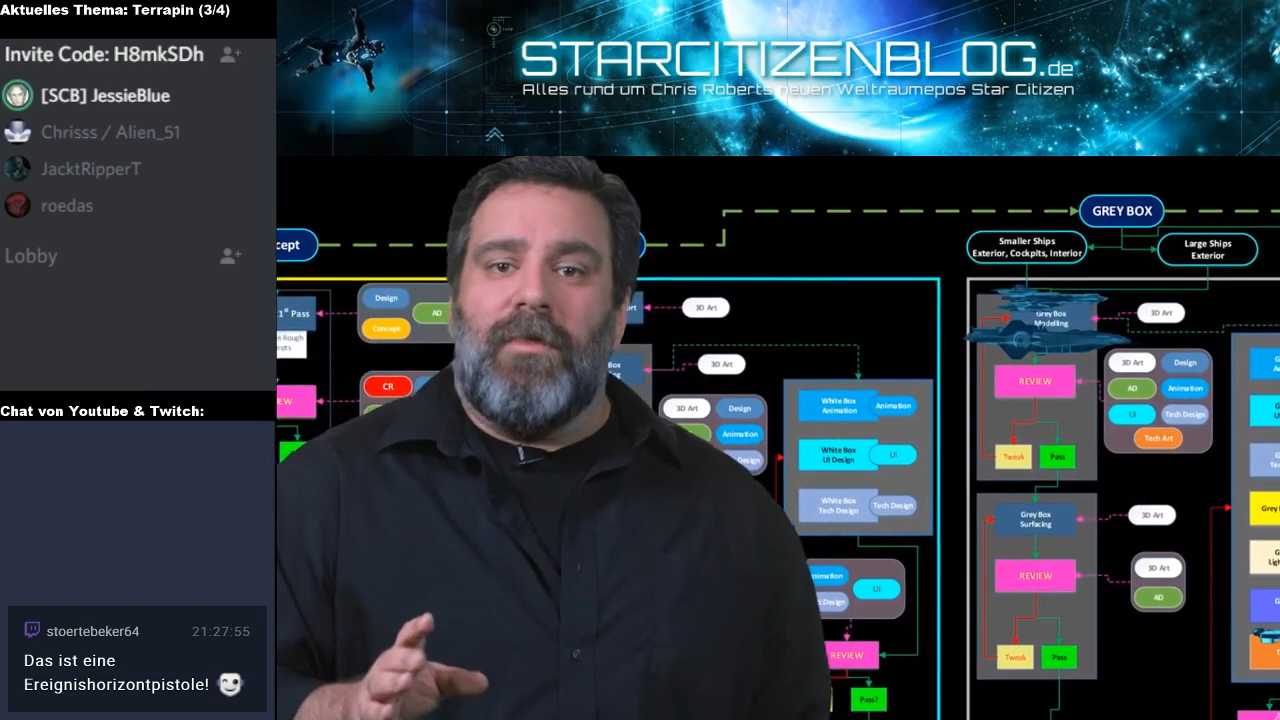 Aktuelles Thema: Terrapin (3/4)
Invite Code: H8mkSDh
[SCB] JessieBlue
Chrisss / Alien_51
JacktRipperT
roedas
Lobby
Chat von Youtube & Twitch:
stoertebeker64 21:27:55
Das ist eine
Ereignishorizontpistole!
STARCITIZENBLOG.de
Alles rund um Chris Roberts neuen Weltraumepos Star Citizen
GREY BOX
Smaller Ships
Exterior, Cockpits, Interior
Large Ships
Exterior
1st Pass
Design
AD
Concept
CR
3D Art
3D Art
3D Art
Design
Animation
White Box
Animation
Animation
White Box
UI Design
UI
White Box
Tech Design
Tech Design
UI
REVIEW
Pass?
Grey Box
Modelling
3D Art
REVIEW
3D Art
Design
AD
Animation
UI
Tech Design
Tech Art
Tweak
Pass
Grey Box
Surfacing
3D Art
REVIEW
3D Art
AD
Tweak
Pass